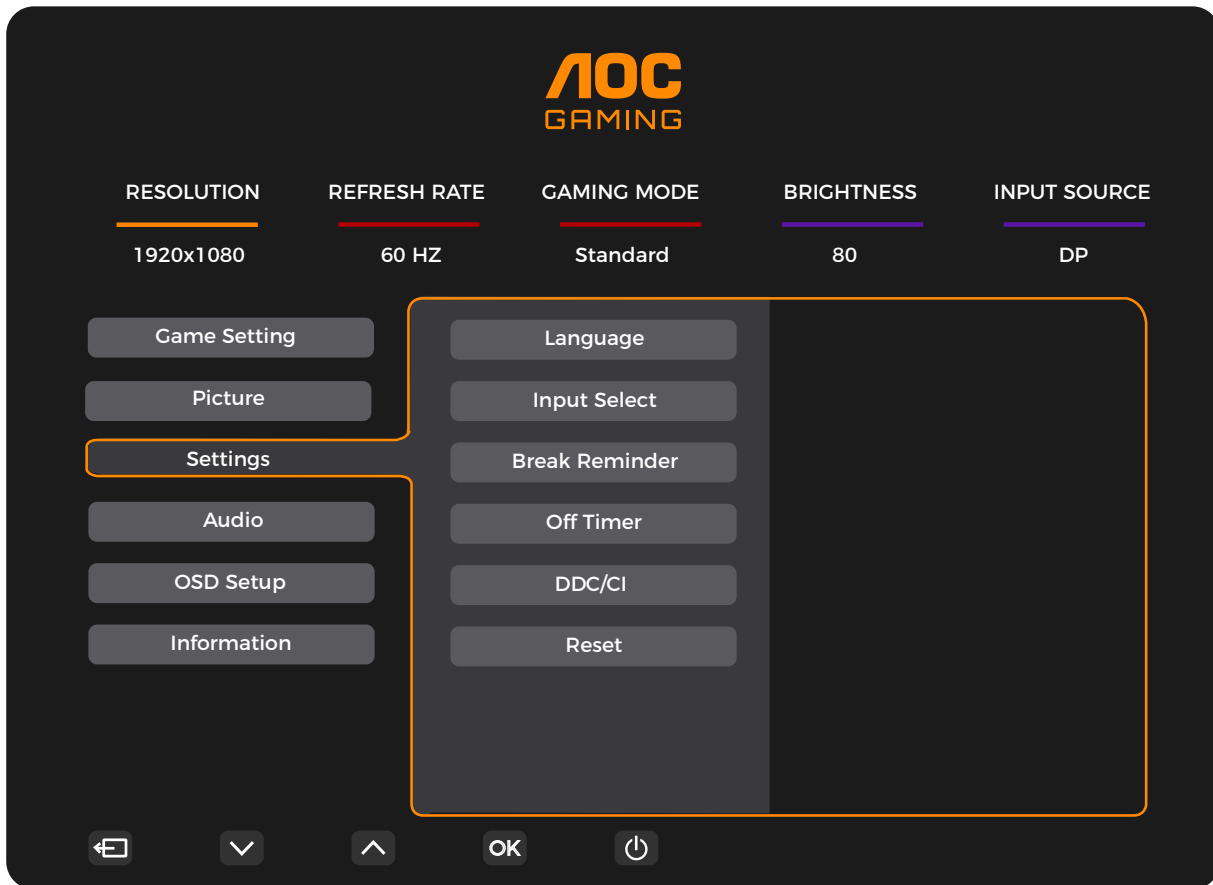 AOC
GAMING
RESOLUTION REFRESH RATE GAMING MODE BRIGHTNESS INPUT SOURCE
1920x1080 60 HZ Standard 80 DP
Game Setting
Picture
Settings
Audio
OSD Setup
Information
Language
Input Select
Break Reminder
Off Timer
DDC/CI
Reset
OK